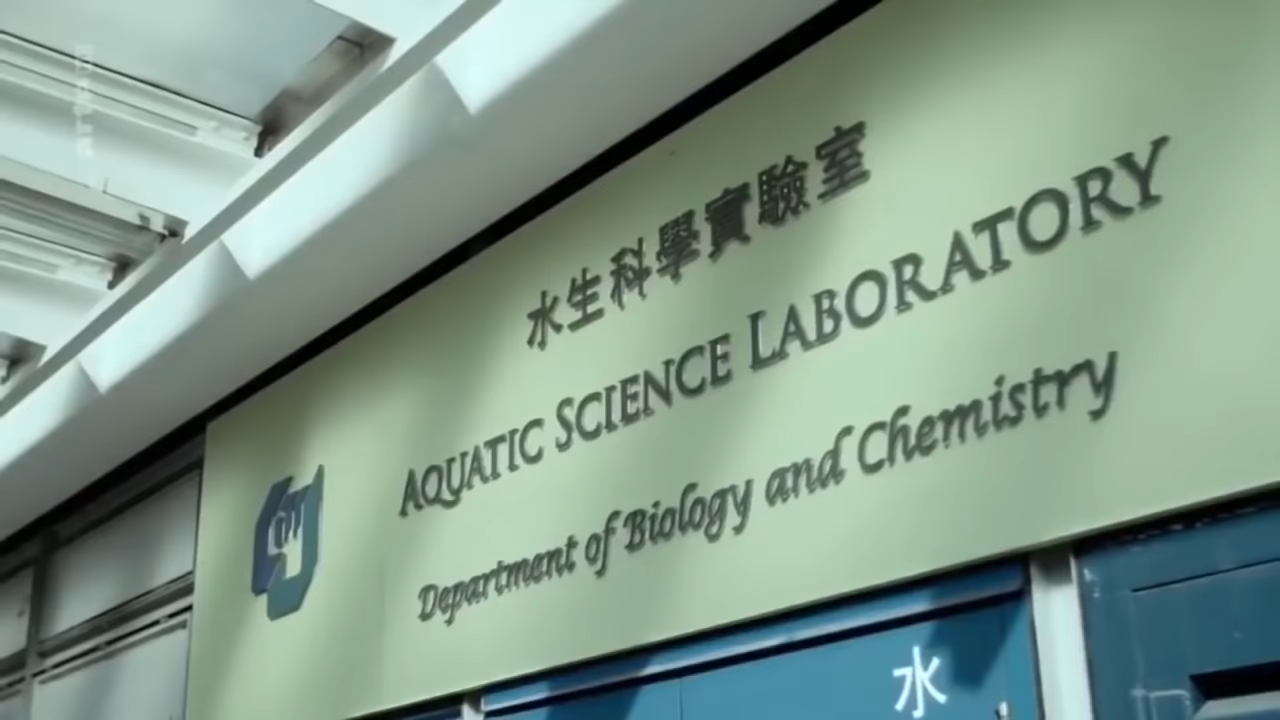 水生科學實驗室
AQUATIC SCIENCE LABORATORY
Department of Biology and Chemistry
水